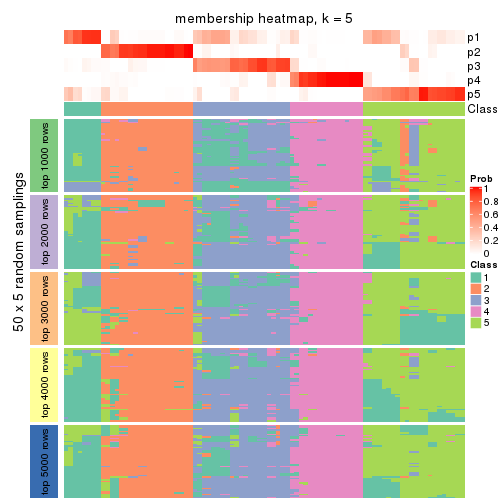 membership heatmap, k = 5
p1
p2
p3
p4
p5
Class
50 x 5 random samplings
top 1000 rows
top 2000 rows
top 3000 rows
top 4000 rows
top 5000 rows
Prob
1
0.8
0.6
0.4
0.2
0
Class
1
2
3
4
5